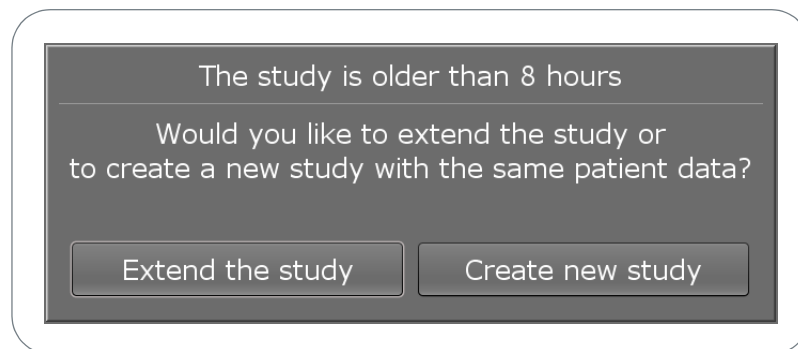 The study is older than 8 hours
Would you like to extend the study or
to create a new study with the same patient data?
Extend the study
Create new study